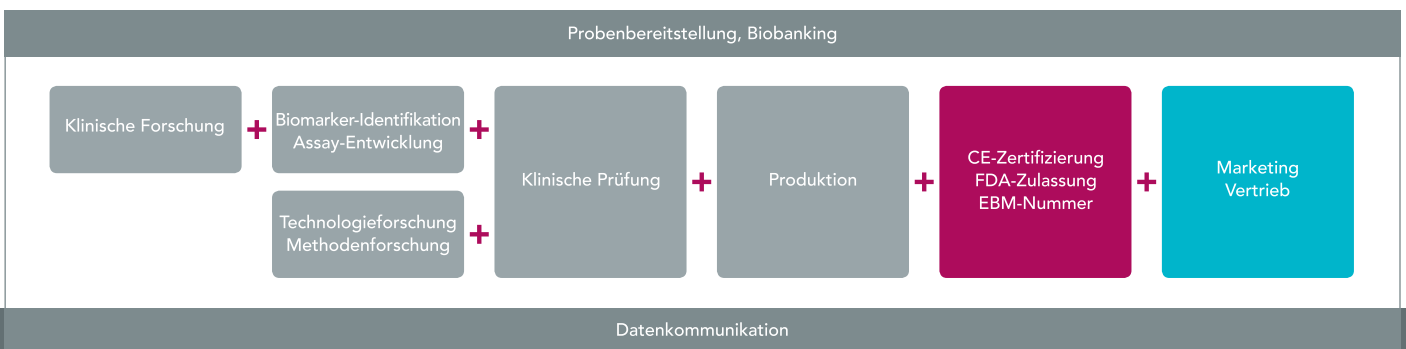 Probenbereitstellung, Biobanking
Klinische Forschung
+
Biomarker-Identifikation
Assay-Entwicklung
+
Technologieforschung
Methodenforschung
+
Klinische Prüfung
+
Produktion
+
CE-Zertifizierung
FDA-Zulassung
EBM-Nummer
+
Marketing
Vertrieb
Datenkommunikation